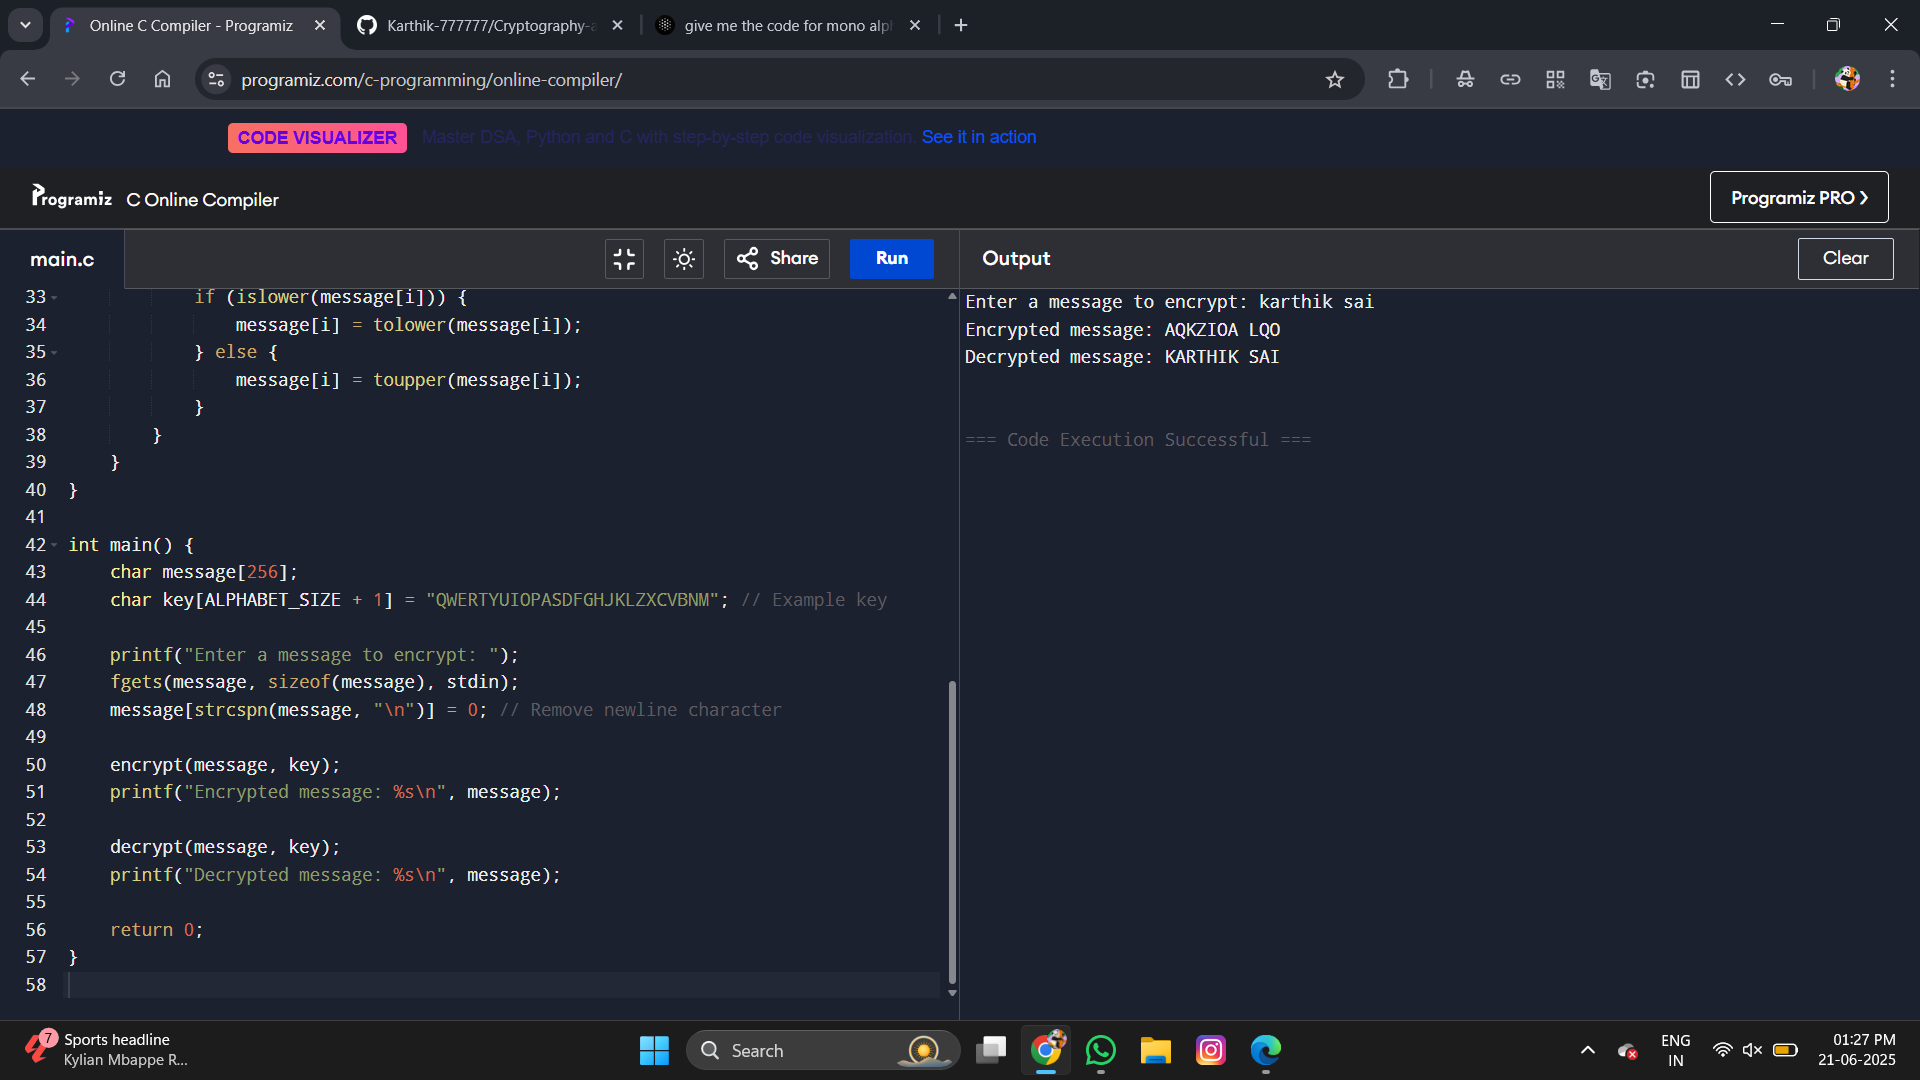 Online C Compiler - Programiz
Karthik-777777/Cryptography-a
give me the code for mono alp
programiz.com/c-programming/online-compiler/
CODE VISUALIZER Master DSA, Python and C with step-by-step code visualization. See it in action
Programiz C Online Compiler
Programiz PRO ❯
main.c
Share
Run
Output
Clear
33 if (islower(message[i])) {
34 message[i] = tolower(message[i]);
35 } else {
36 message[i] = toupper(message[i]);
37 }
38 }
39 }
40 }
41
42 int main() {
43 char message[256];
44 char key[ALPHABET_SIZE + 1] = "QWERTYUIOPASDFGHJKLZXCVBNM"; // Example key
45
46 printf("Enter a message to encrypt: ");
47 fgets(message, sizeof(message), stdin);
48 message[strcspn(message, "\n")] = 0; // Remove newline character
49
50 encrypt(message, key);
51 printf("Encrypted message: %s\n", message);
52
53 decrypt(message, key);
54 printf("Decrypted message: %s\n", message);
55
56 return 0;
57 }
58
Enter a message to encrypt: karthik sai
Encrypted message: AQKZIOA LQO
Decrypted message: KARTHIK SAI
=== Code Execution Successful ===
7
Sports headline
Kylian Mbappe R...
Search
ENG
IN
01:27 PM
21-06-2025